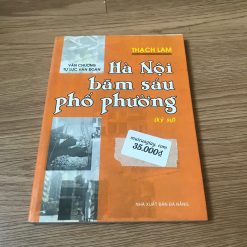 THẠCH LAM
VĂN CHƯƠNG
TỰ LỰC VĂN ĐOÀN
Hà Nội
băm sáu
phố phường
(ký sự)
35.000đ
NHÀ XUẤT BẢN ĐÀ NẴNG